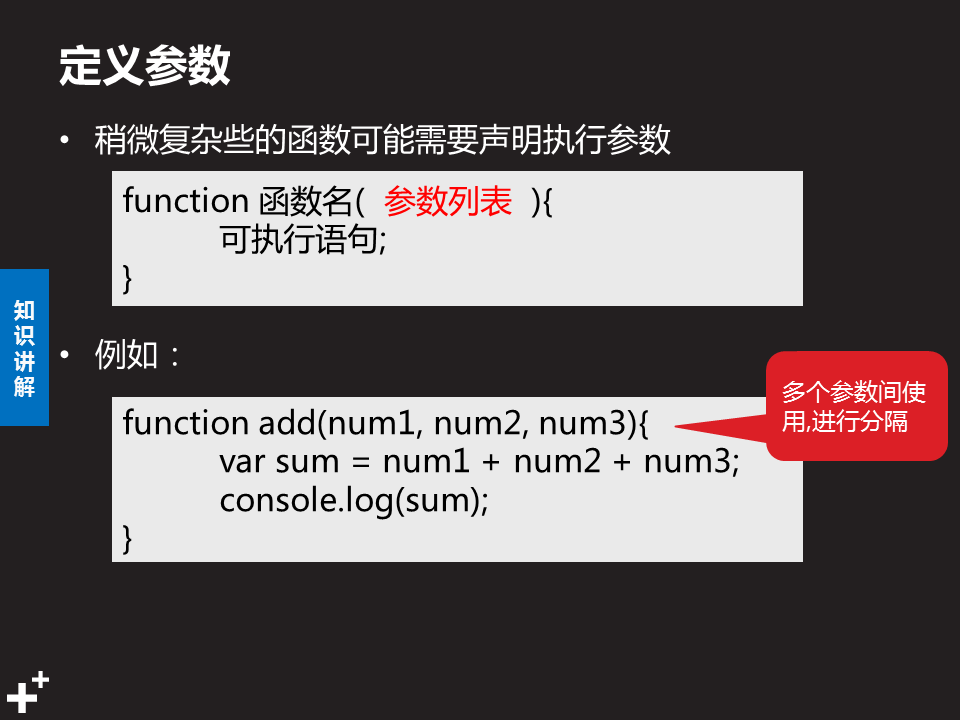 定义参数
• 稍微复杂些的函数可能需要声明执行参数
function 函数名( 参数列表 ){
可执行语句;
}
知
识
讲
解
• 例如：
多个参数间使
用,进行分隔
function add(num1, num2, num3){
var sum = num1 + num2 + num3;
console.log(sum);
}